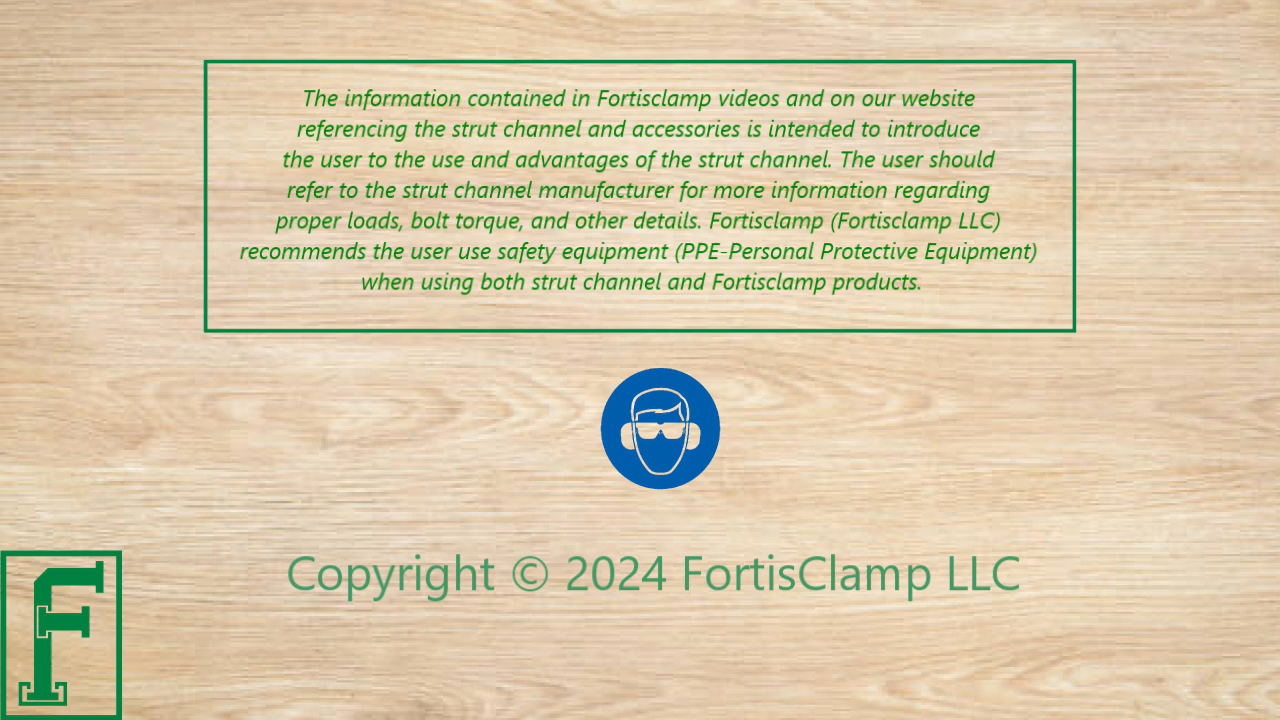 The information contained in Fortisclamp videos and on our website
referencing the strut channel and accessories is intended to introduce
the user to the use and advantages of the strut channel. The user should
refer to the strut channel manufacturer for more information regarding
proper loads, bolt torque, and other details. Fortisclamp (Fortisclamp LLC)
recommends the user use safety equipment (PPE-Personal Protective Equipment)
when using both strut channel and Fortisclamp products.
Copyright © 2024 FortisClamp LLC
F